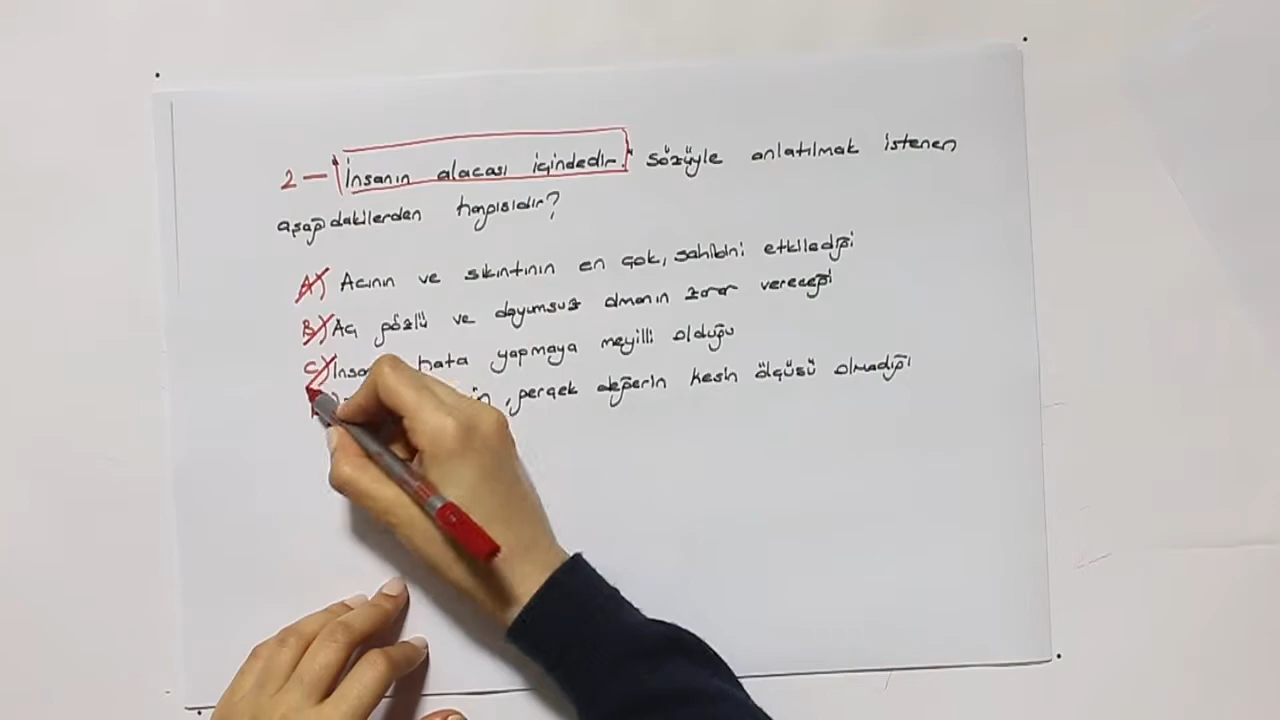 2- İnsanın alacası içindedir. sözüyle anlatılmak istenen
aşağıdakilerden hangisidir?
A) Acının ve sıkıntının en çok, sahibini etkilediği
B) Aç gözlü ve doyumsuz olmanın zarar vereceği
C) hata yapmaya meyilli olduğu
, gerçek değerin kesin ölçüsü olmadığı